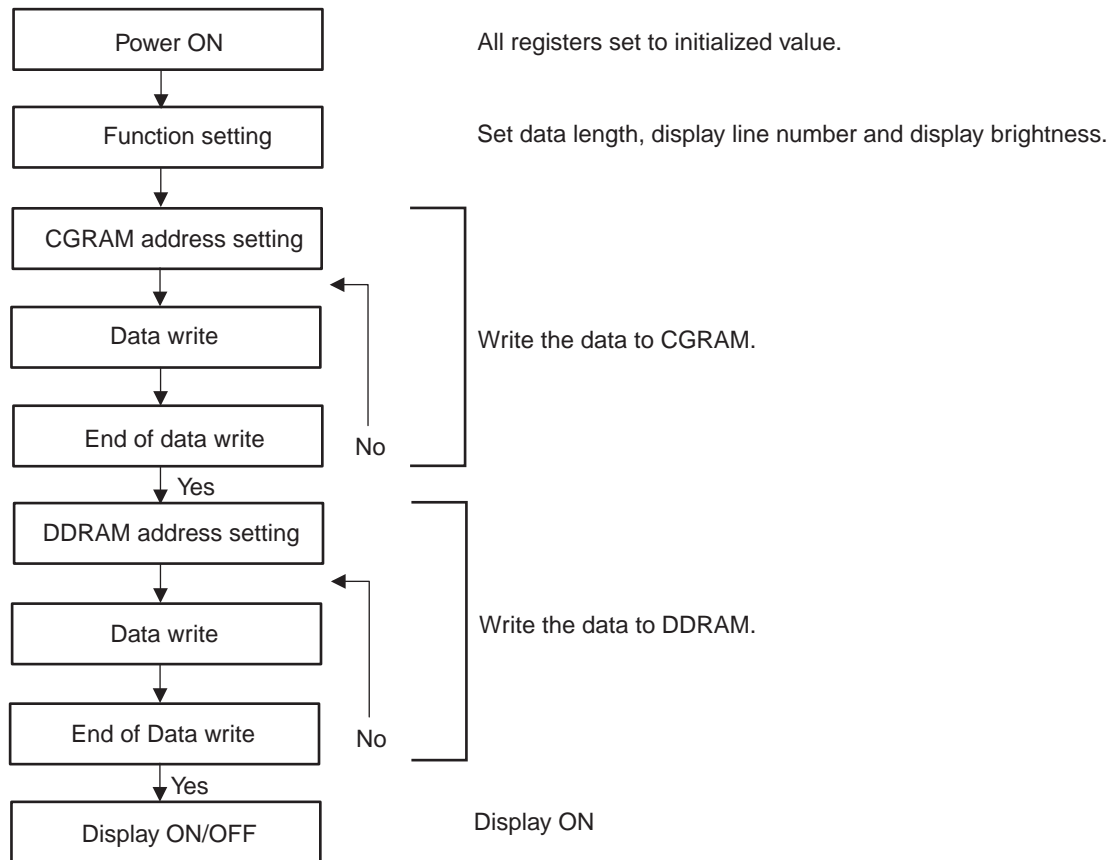 Power ON
All registers set to initialized value.
Function setting
Set data length, display line number and display brightness.
CGRAM address setting
Data write
Write the data to CGRAM.
End of data write
No
Yes
DDRAM address setting
Data write
Write the data to DDRAM.
End of Data write
No
Yes
Display ON/OFF
Display ON